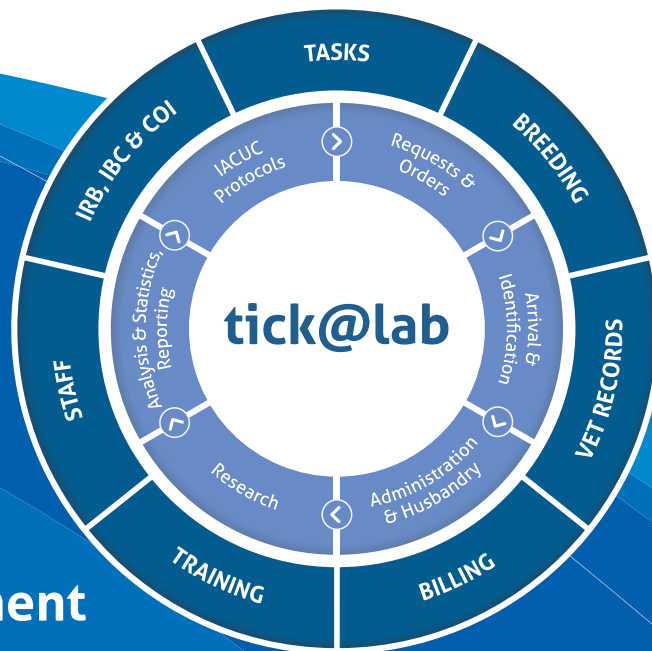 TASKS
BREEDING
VET RECORDS
BILLING
TRAINING
STAFF
IRB, IBC & COI
IACUC
Protocols
Requests &
Orders
Arrival &
Identification
Administration
& Husbandry
Research
Analysis & Statistics,
Reporting
tick@lab